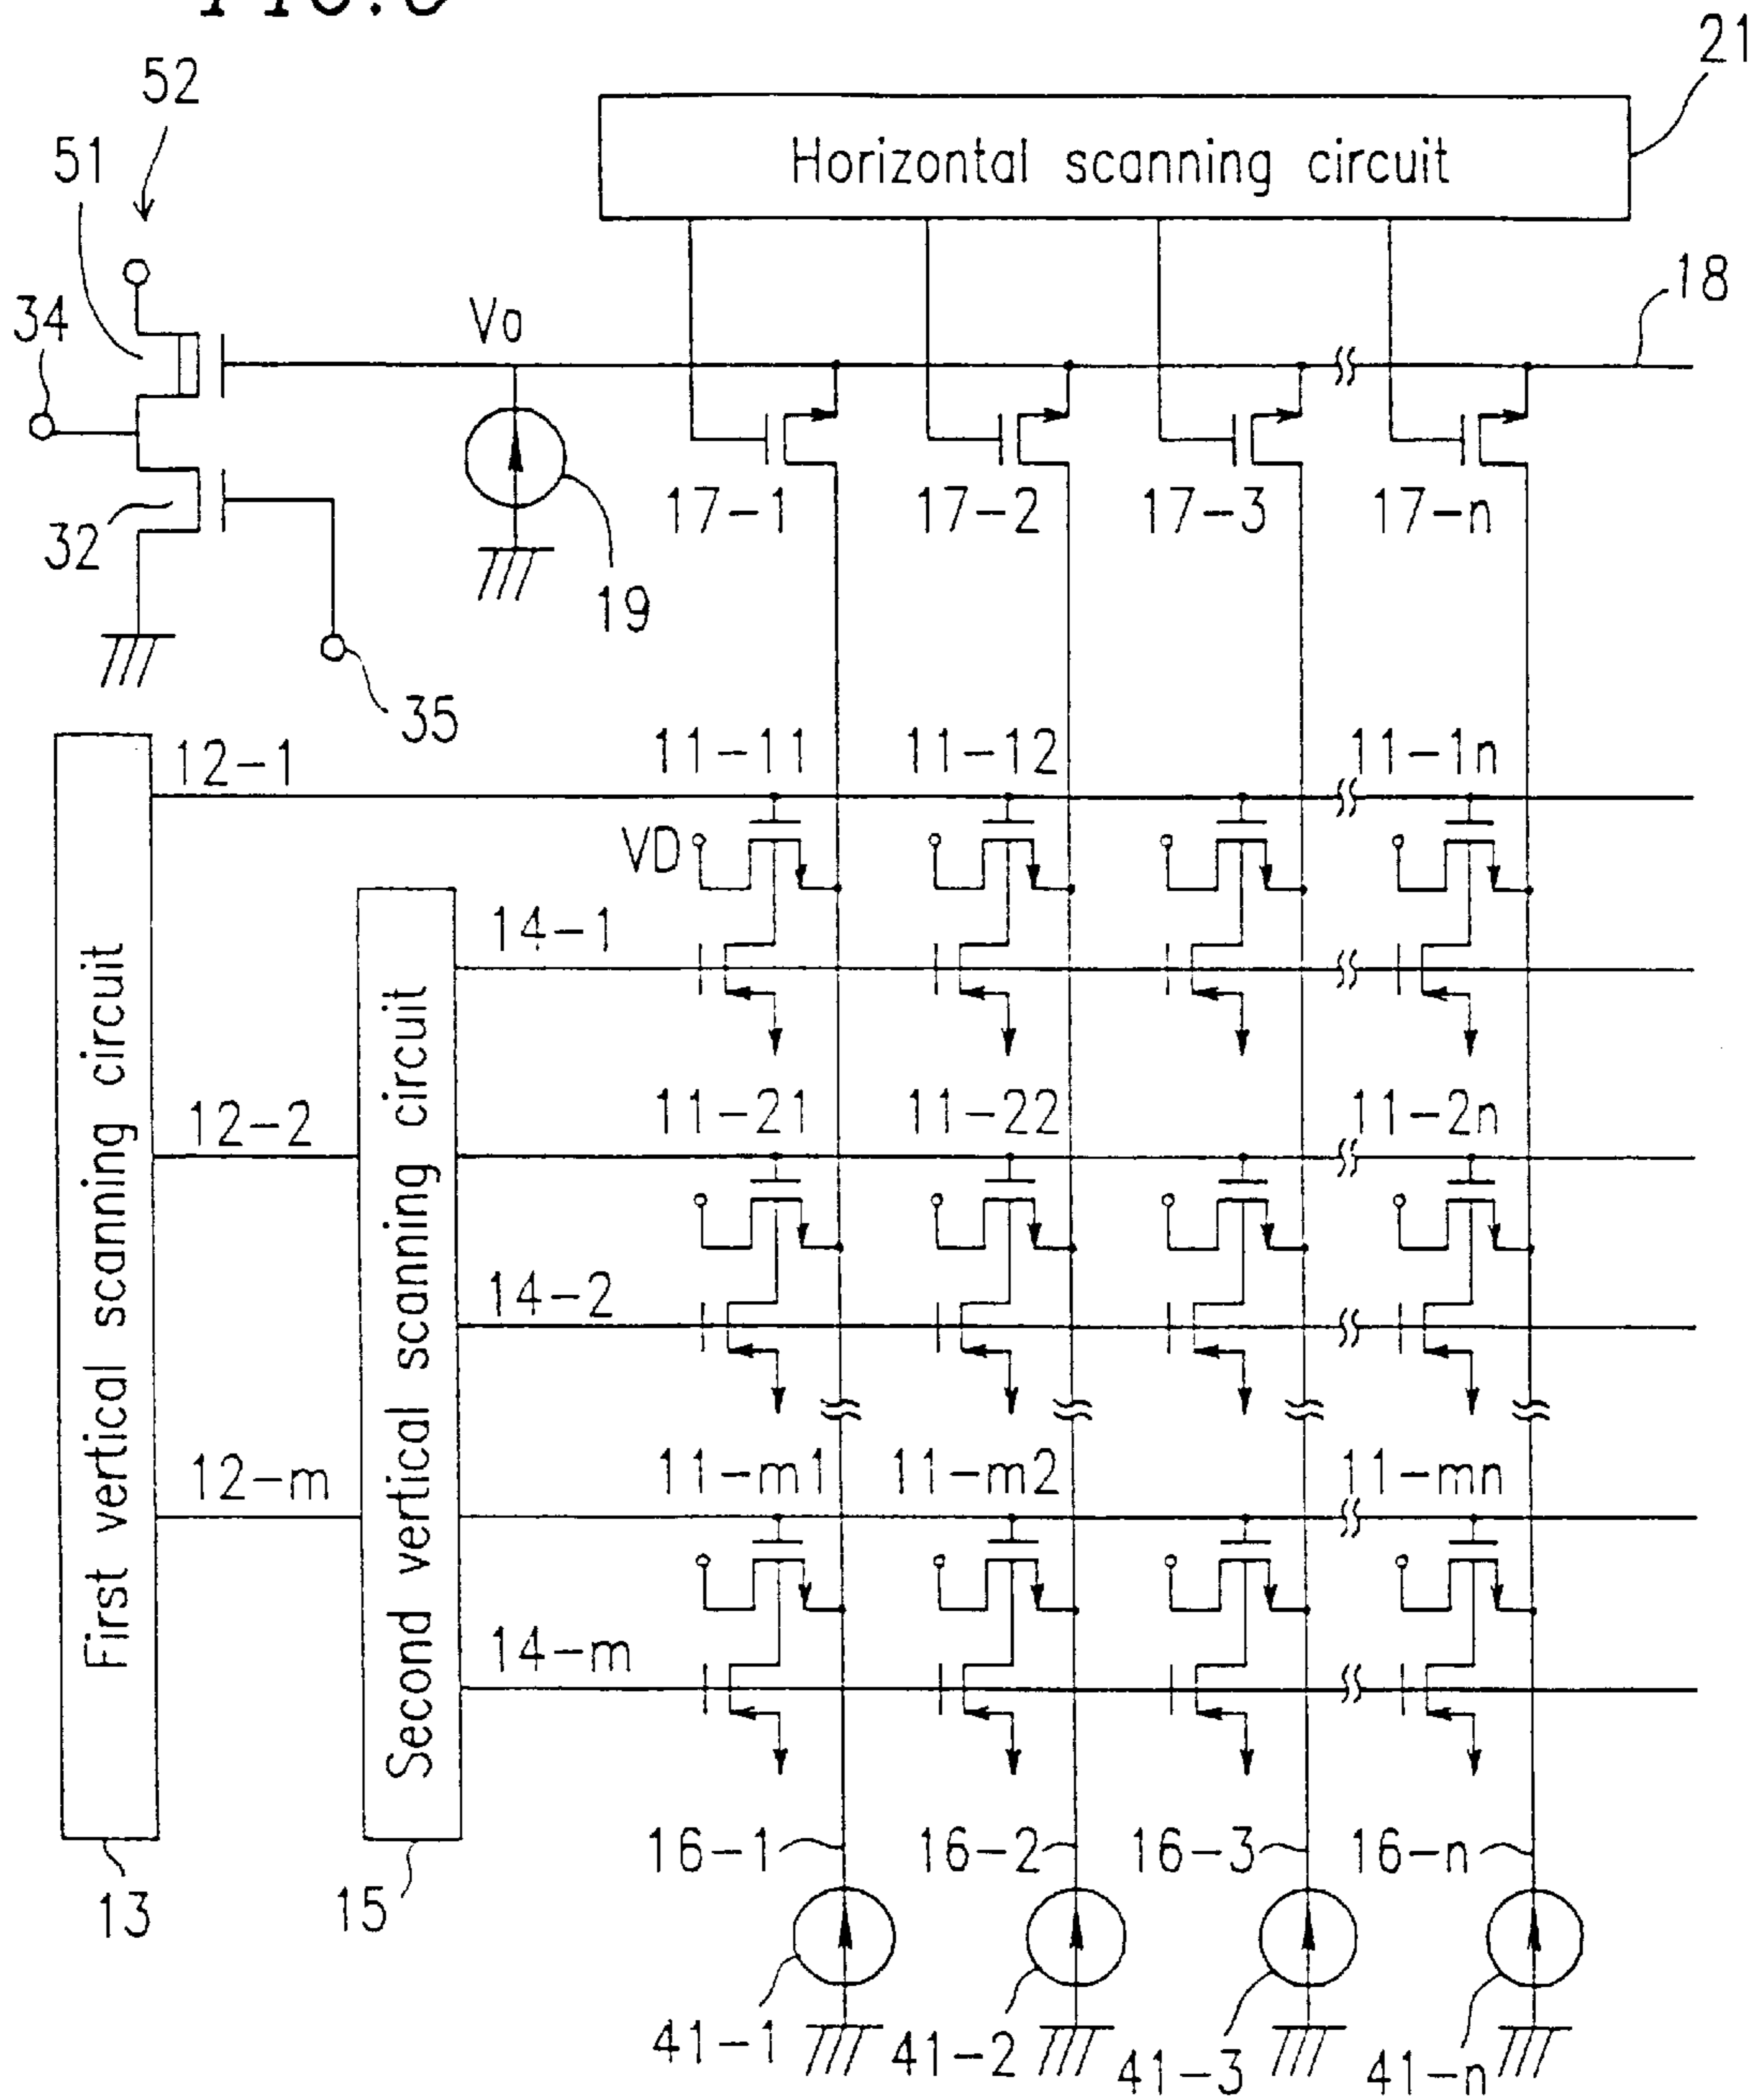 52
21
51
Horizontal scanning circuit
34
Vo
18
17-1
17-2
17-3
17-n
32
19
35
12-1
11-11
11-12
11-1n
VD
14-1
First vertical scanning circuit
Second vertical scanning circuit
12-2
11-21
11-22
11-2n
14-2
12-m
11-m1
11-m2
11-mn
14-m
16-1
16-2
16-3
16-n
13
15
41-1
41-2
41-3
41-n